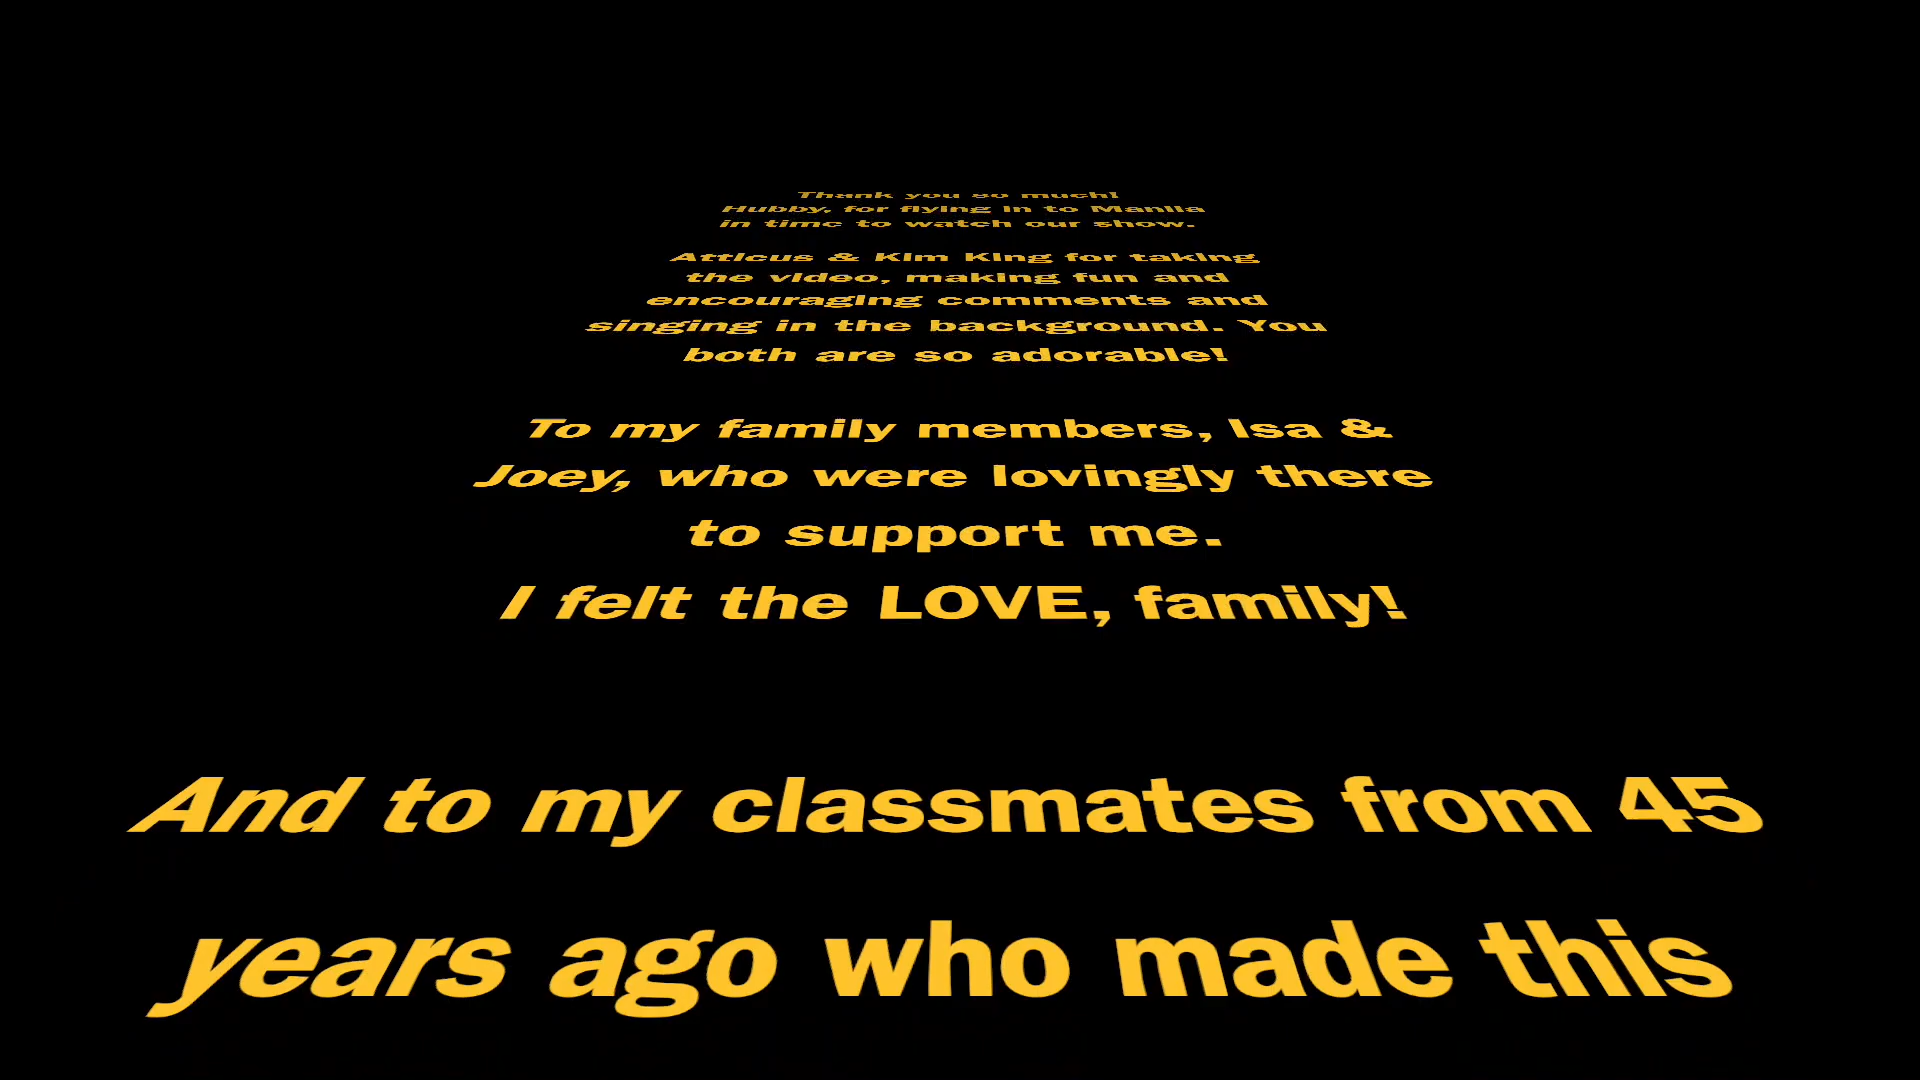 Thank you so much!
Hubby, for flying in to Manila
in time to watch our show.
Atticus & Kim King for taking
the video, making fun and
encouraging comments and
singing in the background. You
both are so adorable!
To my family members, Isa &
Joey, who were lovingly there
to support me.
I felt the LOVE, family!
And to my classmates from 45
years ago who made this